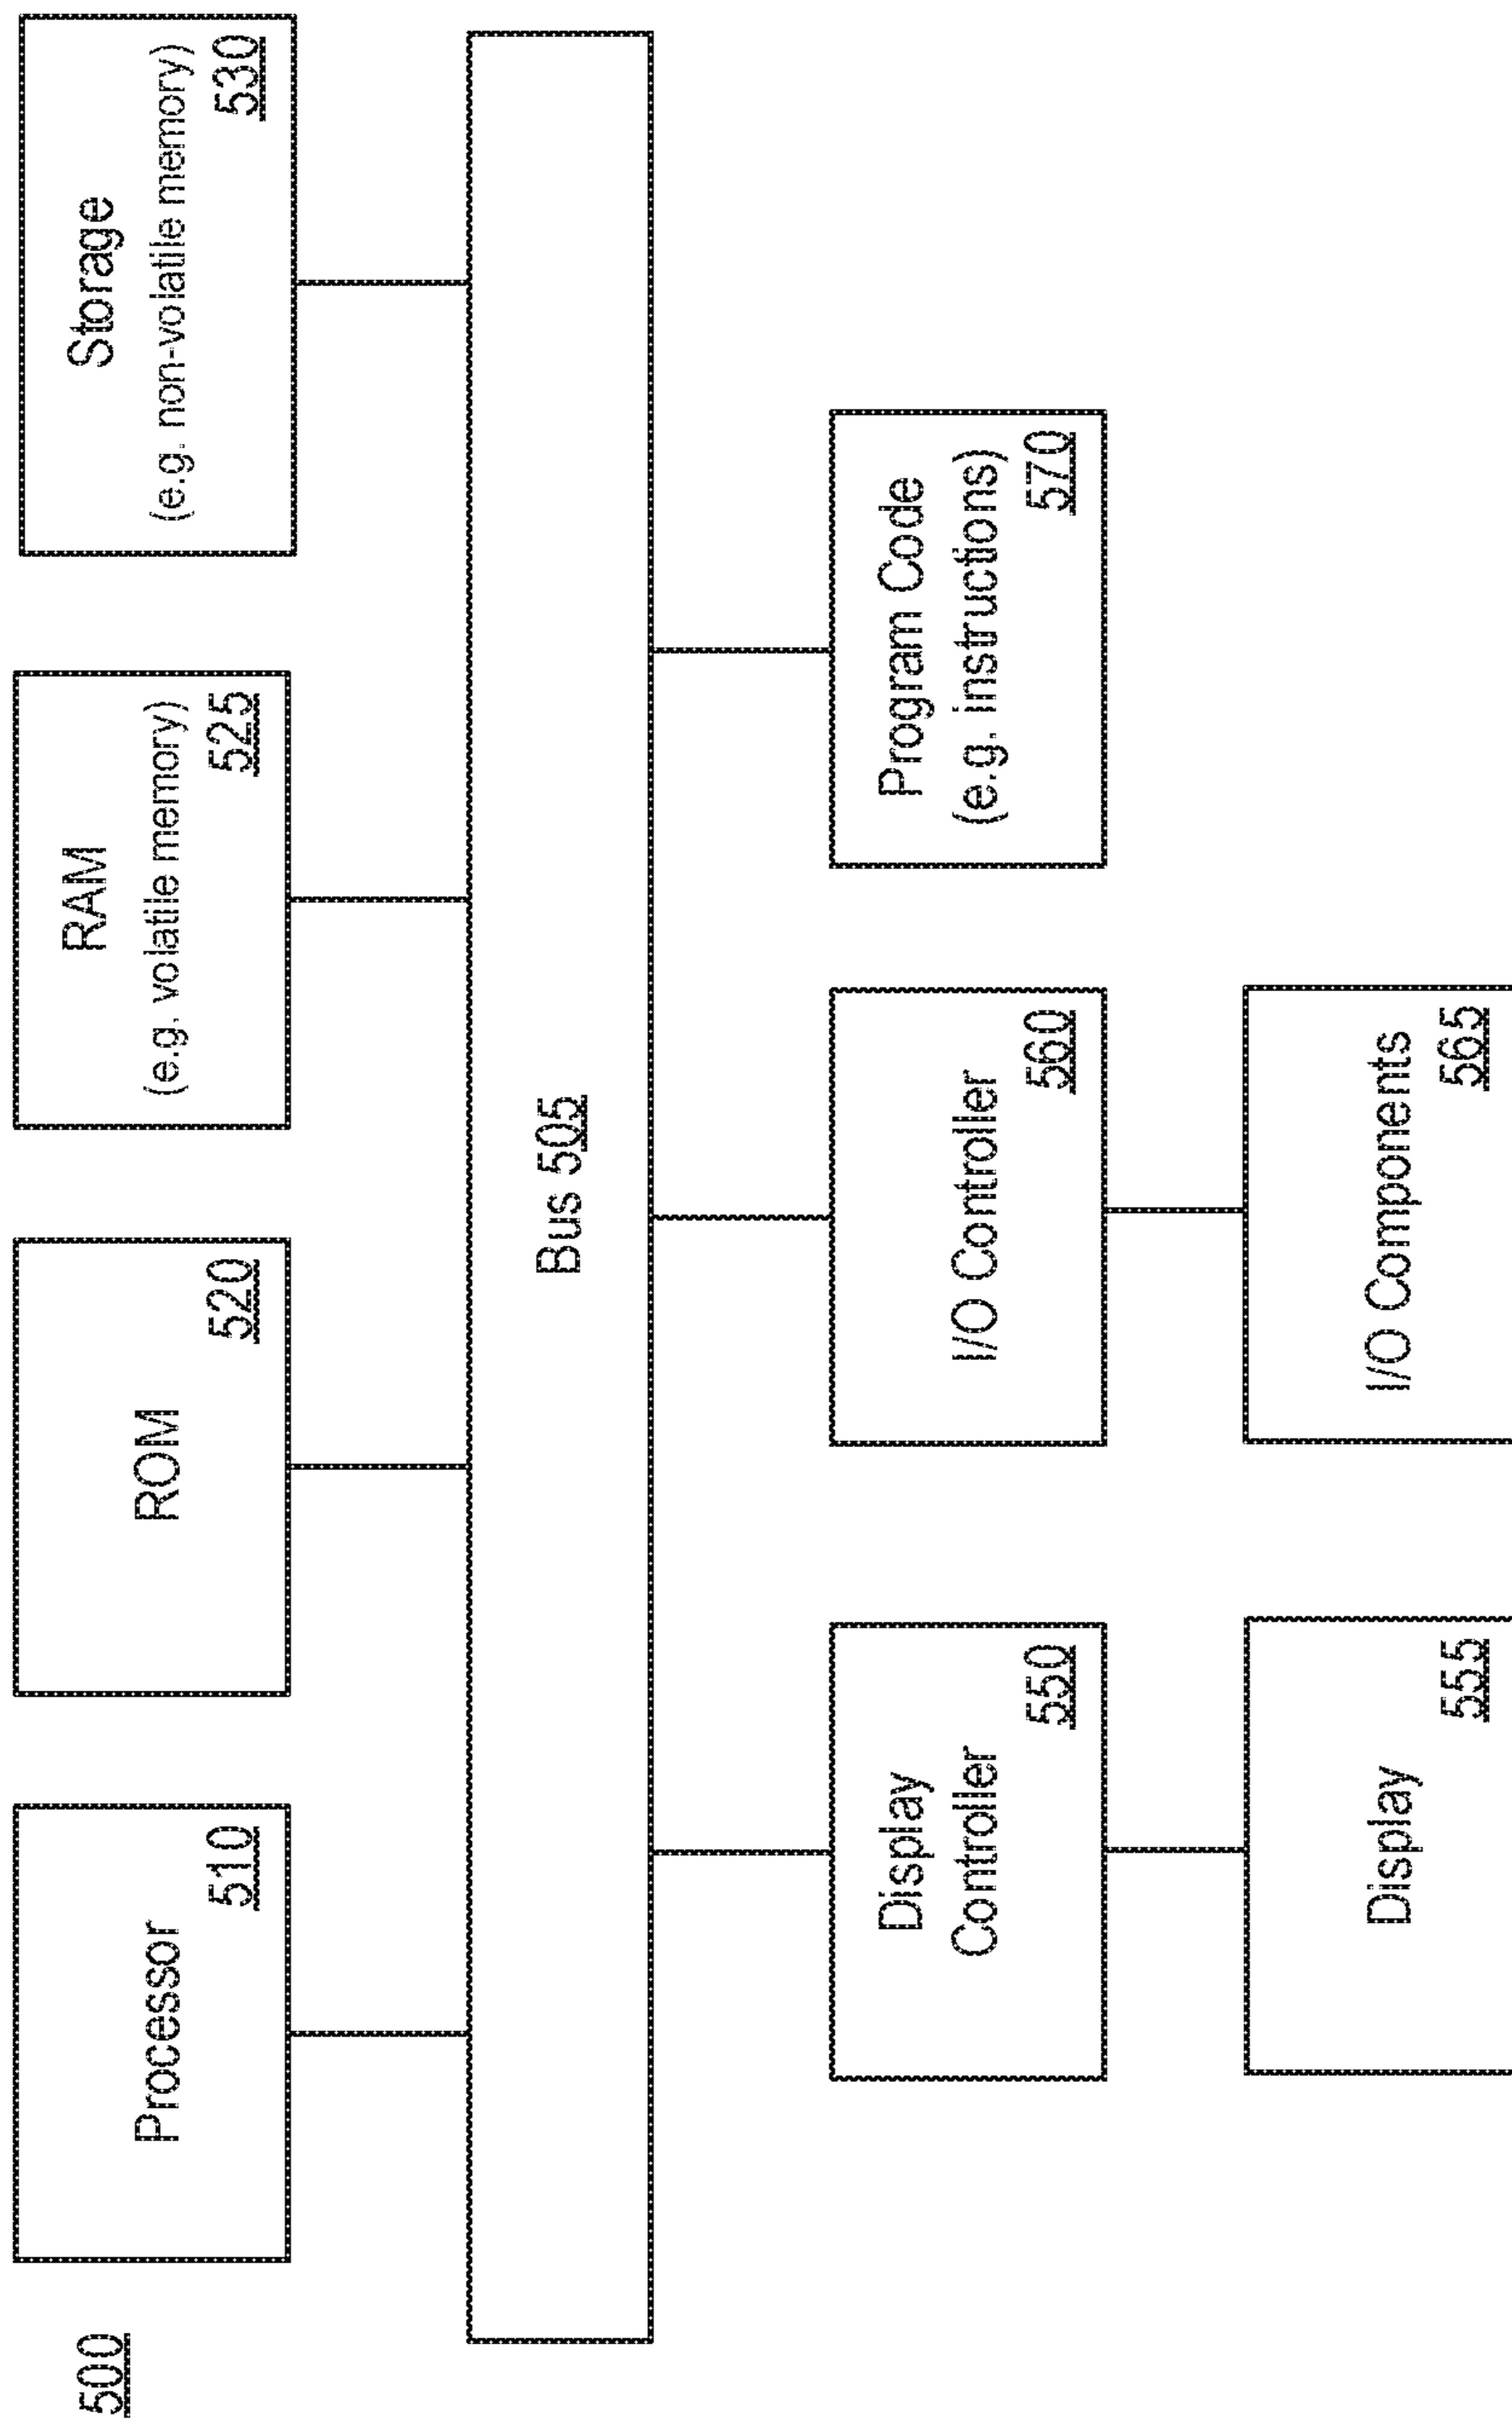 500
Processor
510
ROM
520
RAM
(e.g. volatile memory)
525
Storage
(e.g. non-volatile memory)
530
Bus 505
Display
Controller
550
I/O Controller
560
Program Code
(e.g. instructions)
570
Display
555
I/O Components
565